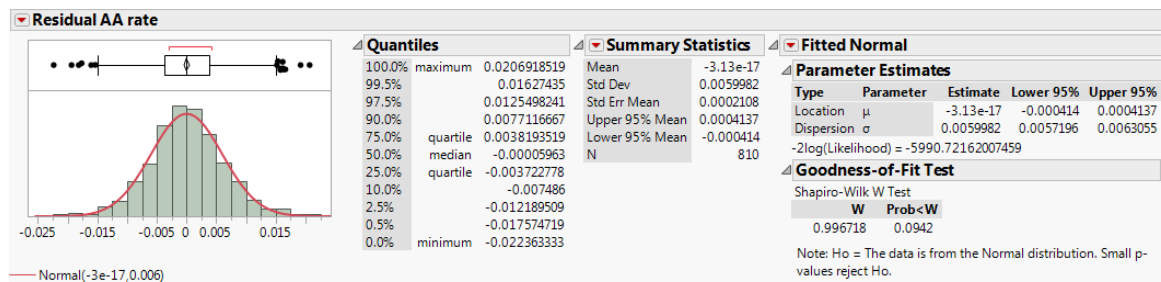 Residual AA rate
-0.025 -0.015 -0.005 0 0.005 0.015
Normal(-3e-17,0.006)
Quantiles
100.0% maximum 0.0206918519
99.5% 0.01627435
97.5% 0.0125498241
90.0% 0.0077116667
75.0% quartile 0.0038193519
50.0% median -0.00005963
25.0% quartile -0.003722778
10.0% -0.007486
2.5% -0.012189509
0.5% -0.017574719
0.0% minimum -0.022363333
Summary Statistics
Mean -3.13e-17
Std Dev 0.0059982
Std Err Mean 0.0002108
Upper 95% Mean 0.0004137
Lower 95% Mean -0.000414
N 810
Fitted Normal
Parameter Estimates
Type Parameter Estimate Lower 95% Upper 95%
Location μ -3.13e-17 -0.000414 0.0004137
Dispersion σ 0.0059982 0.0057196 0.0063055
-2log(Likelihood) = -5990.72162007459
Goodness-of-Fit Test
Shapiro-Wilk W Test
W Prob<W
0.996718 0.0942
Note: Ho = The data is from the Normal distribution. Small p-
values reject Ho.